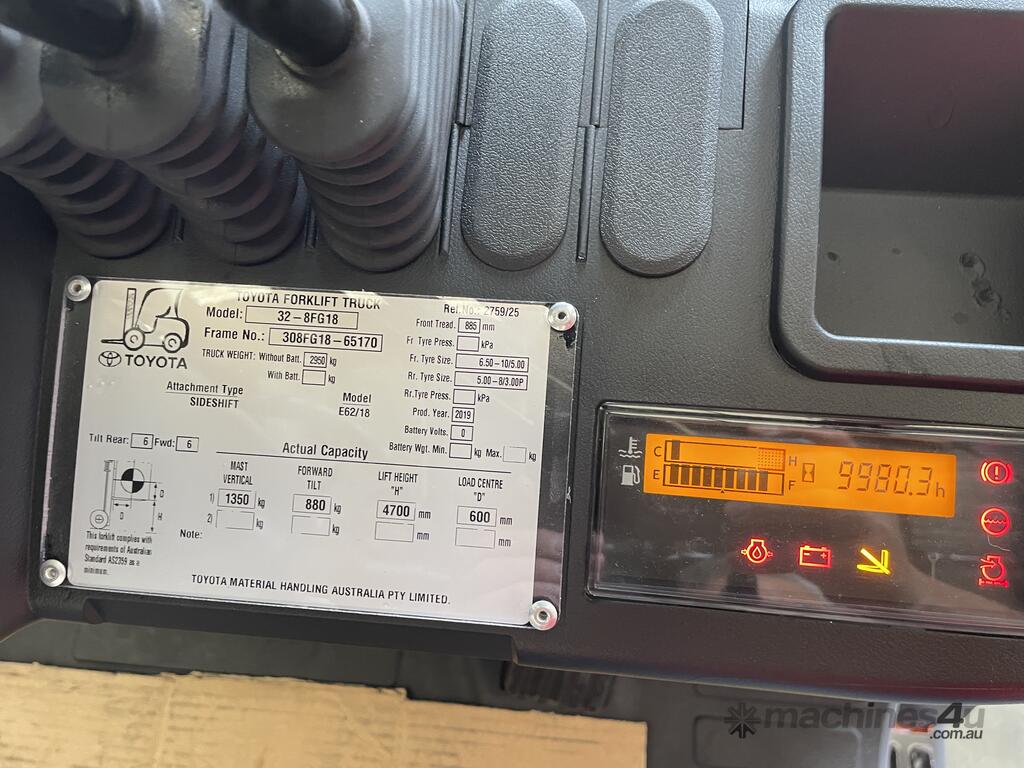 TOYOTA FORKLIFT TRUCK
Rel.No.: 2759/25
Model: 32-8FG18
Frame No.: 308FG18-65170
TOYOTA
TRUCK WEIGHT: Without Batt. 2950 kg
With Batt. kg
Front Tread: 885 mm
Fr Tyre Press. kPa
Fr. Tyre Size. 6.50-10/5.00
Rr. Tyre Size. 5.00-8/3.00P
Rr.Tyre Press. kPa
Prod. Year. 2019
Battery Volts. 0
Battery Wgt. Min. kg Max. kg
Attachment Type
SIDESHIFT
Model
E62/18
Tilt Rear: 6 Fwd: 6
Actual Capacity
MAST VERTICAL
FORWARD TILT
LIFT HEIGHT "H"
LOAD CENTRE "D"
1) 1350 kg 880 kg 4700 mm 600 mm
2) kg kg mm mm
Note:
D
D
H
This forklift complies with
requirements of Australian
Standard AS2359 as a
minimum.
TOYOTA MATERIAL HANDLING AUSTRALIA PTY LIMITED.
C H
E F
9980.3h
machines4u
.com.au